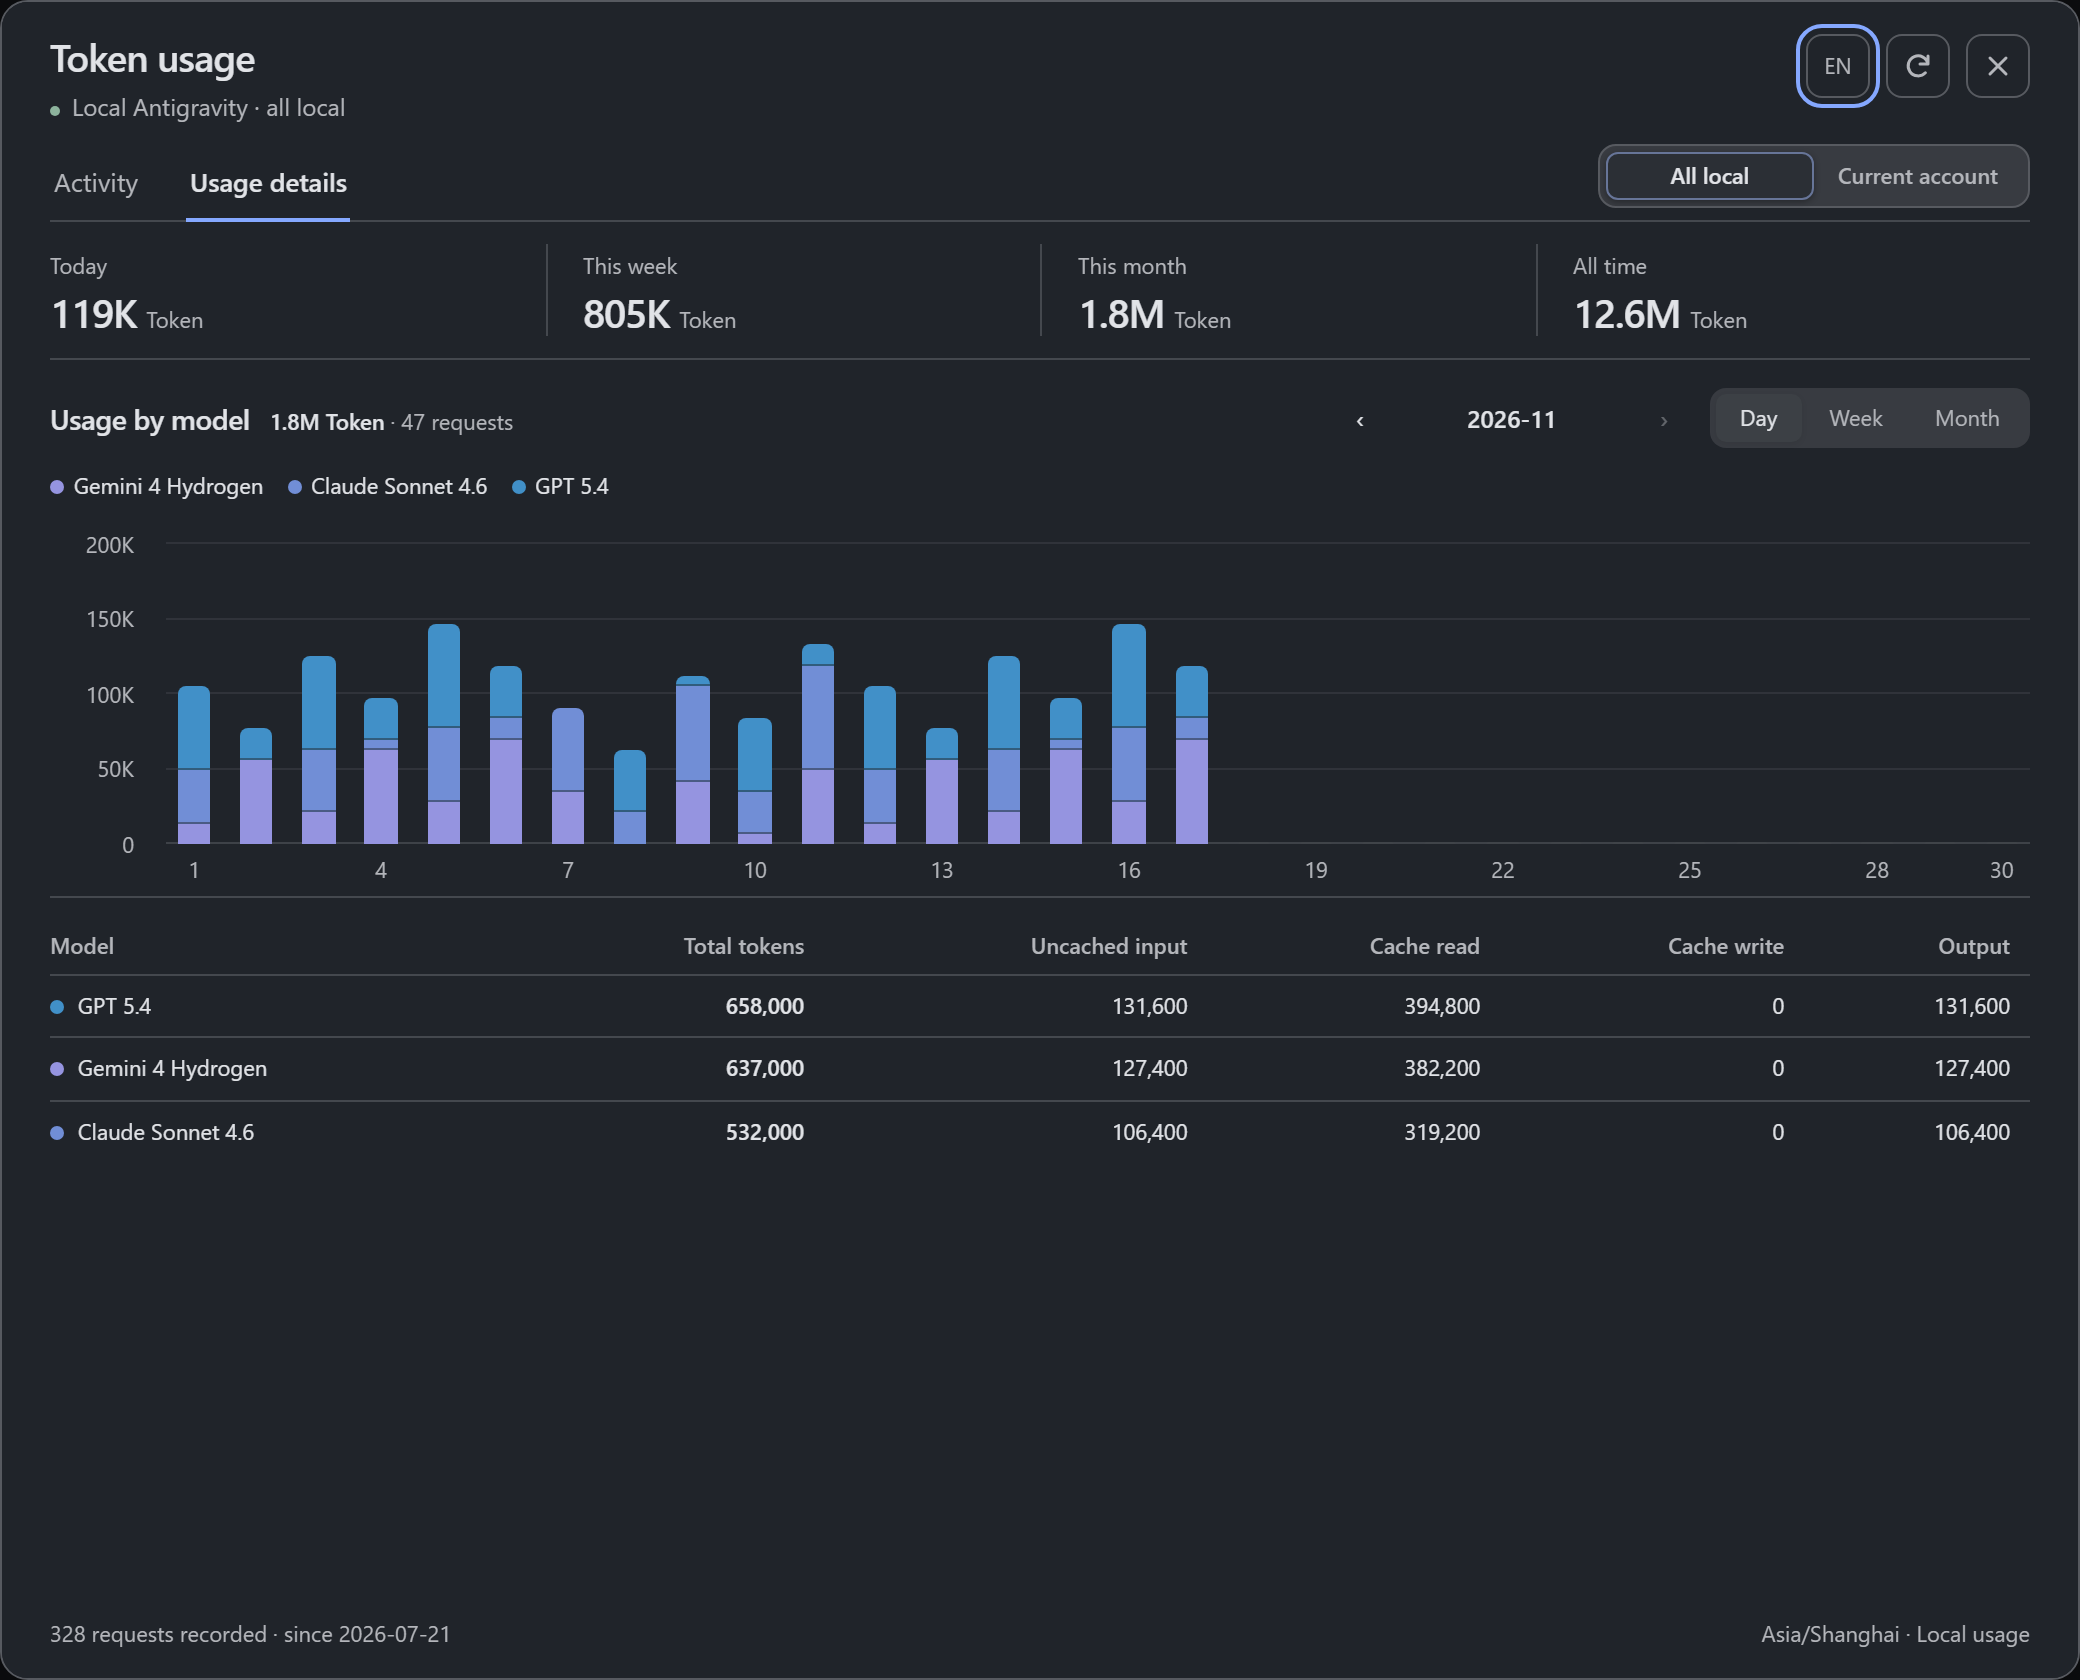 Token usage
EN
Local Antigravity · all local
Activity
Usage details
All local
Current account
Today
This week
This month
All time
119K Token
805K Token
1.8M Token
12.6M Token
Usage by model 1.8M Token · 47 requests
‹ 2026-11 ›
Day Week Month
Gemini 4 Hydrogen
Claude Sonnet 4.6
GPT 5.4
200K
150K
100K
50K
0
1 4 7 10 13 16 19 22 25 28 30
Model Total tokens Uncached input Cache read Cache write Output
GPT 5.4 658,000 131,600 394,800 0 131,600
Gemini 4 Hydrogen 637,000 127,400 382,200 0 127,400
Claude Sonnet 4.6 532,000 106,400 319,200 0 106,400
328 requests recorded · since 2026-07-21
Asia/Shanghai · Local usage